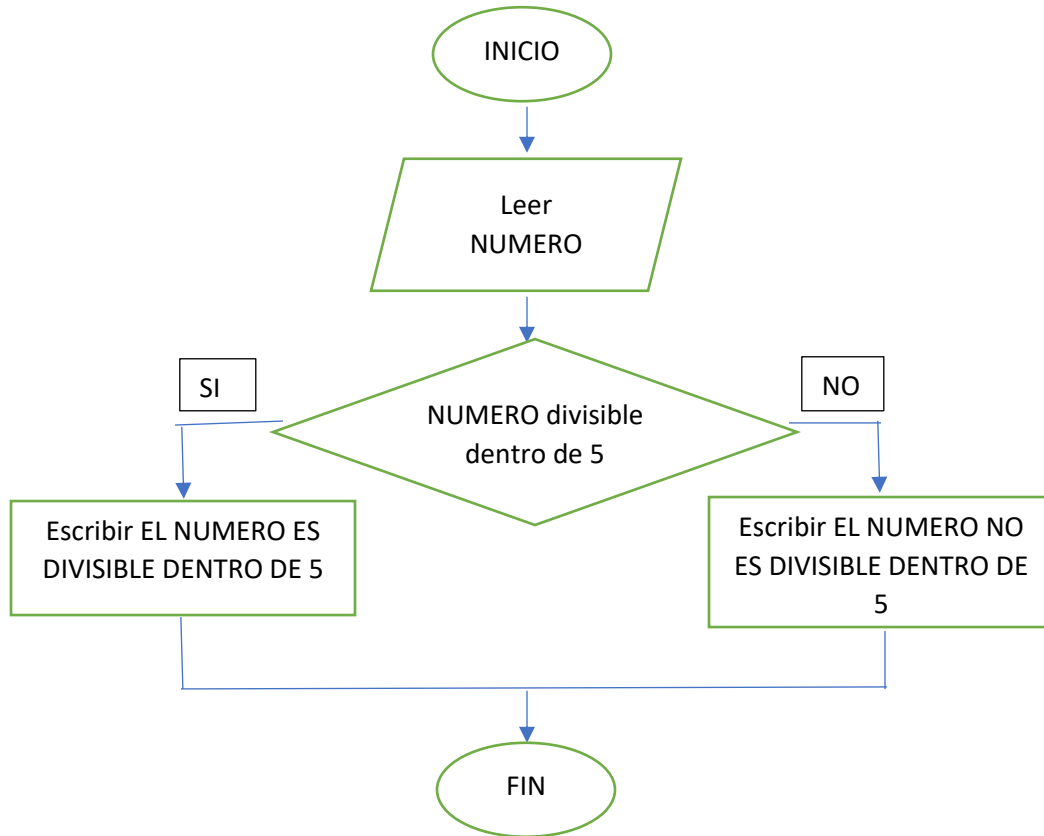 INICIO
Leer
NUMERO
SI
NO
NUMERO divisible
dentro de 5
Escribir EL NUMERO ES
DIVISIBLE DENTRO DE 5
Escribir EL NUMERO NO
ES DIVISIBLE DENTRO DE
5
FIN